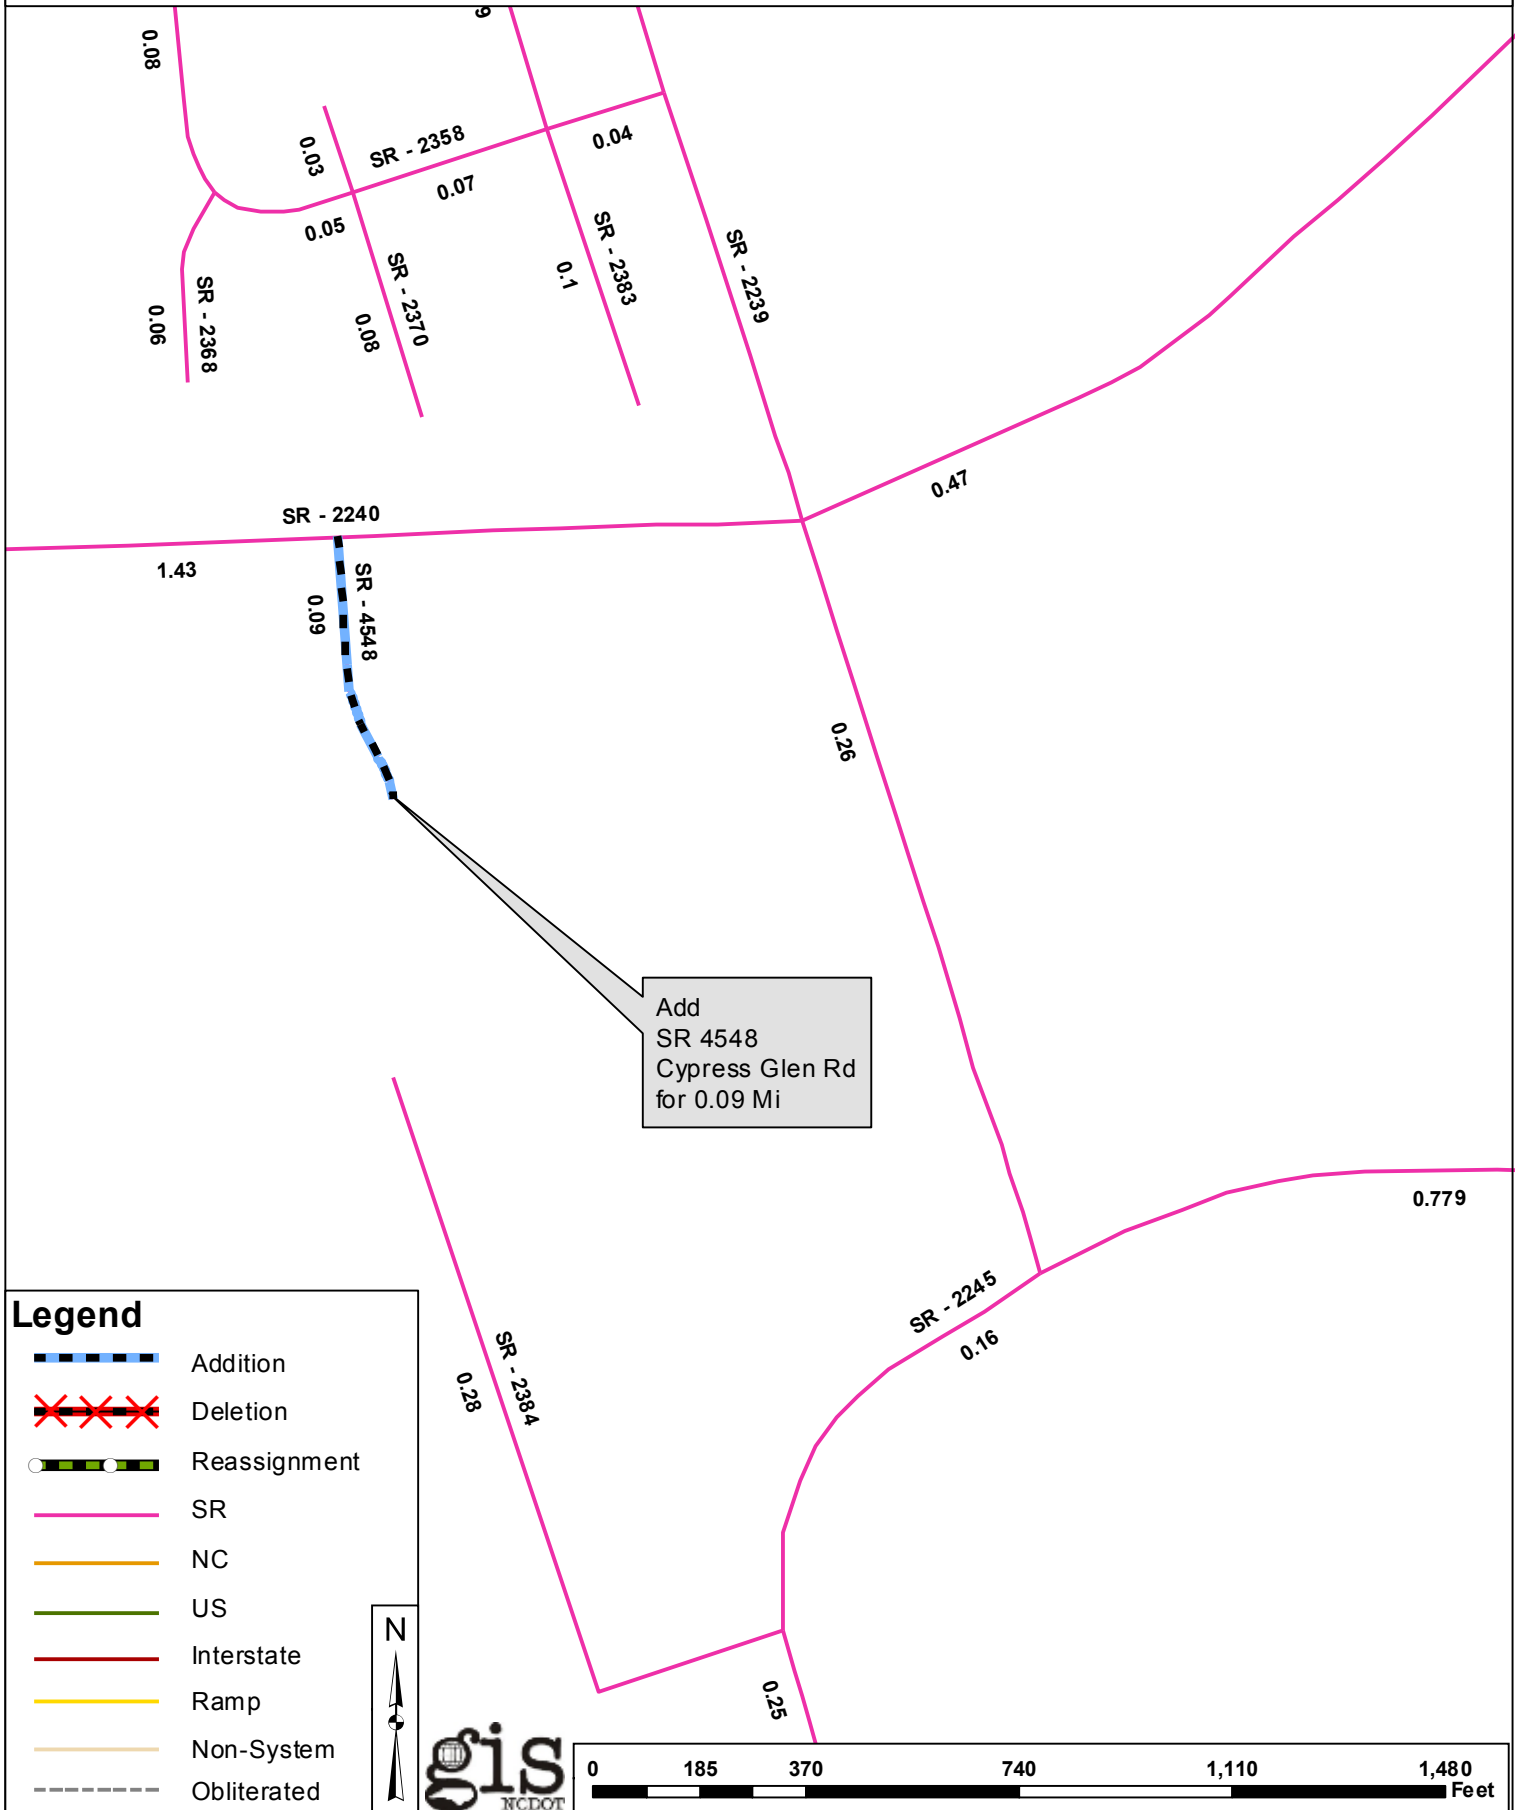 0.08
9
0.03
SR - 2358
0.04
0.07
0.05
SR - 2370
SR - 2383
SR - 2239
0.1
SR - 2368
0.06
0.08
0.47
SR - 2240
1.43
SR - 4548
0.09
0.26
Add
SR 4548
Cypress Glen Rd
for 0.09 Mi
0.779
SR - 2245
0.16
SR - 2384
0.28
0.25
Legend
Addition
Deletion
Reassignment
SR
NC
US
Interstate
Ramp
Non-System
Obliterated
N
gis
NCDOT
0 185 370 740 1,110 1,480
Feet